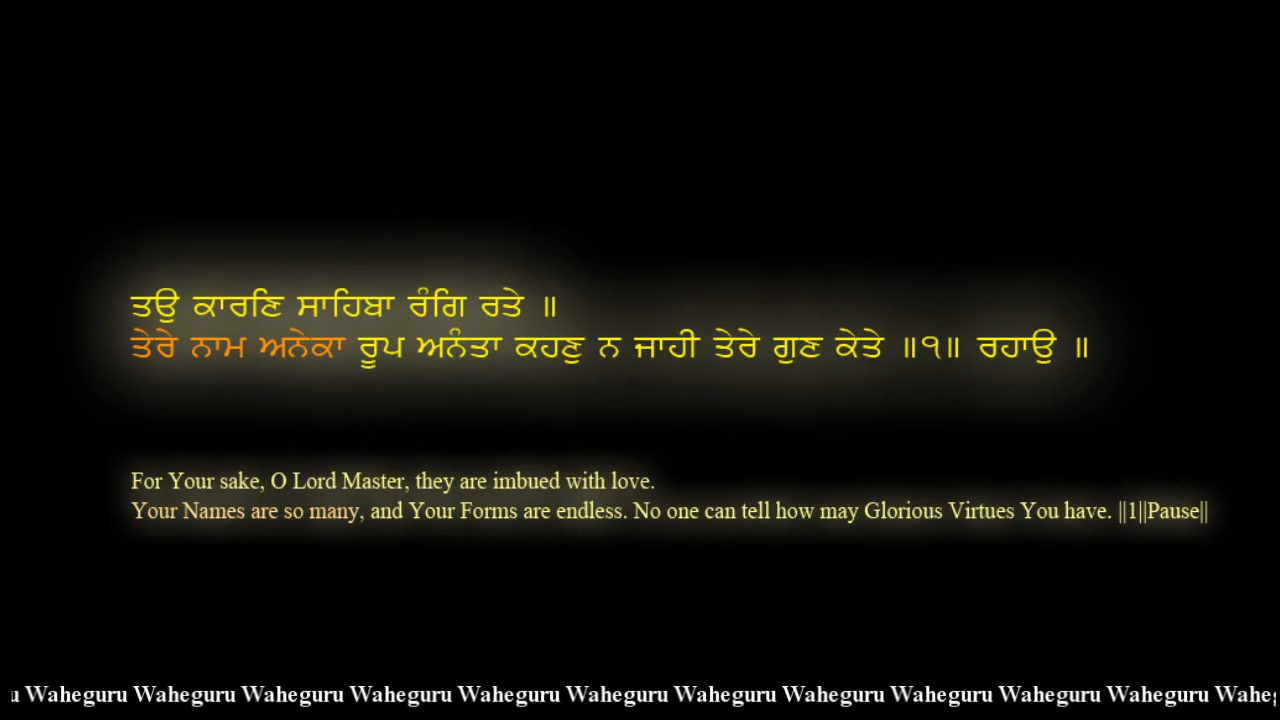 ਤਉ ਕਾਰਣਿ ਸਾਹਿਬਾ ਰੰਗਿ ਰਤੇ ॥
ਤੇਰੇ ਨਾਮ ਅਨੇਕਾ ਰੂਪ ਅਨੰਤਾ ਕਹਣੁ ਨ ਜਾਹੀ ਤੇਰੇ ਗੁਣ ਕੇਤੇ ॥੧॥ ਰਹਾਉ ॥
For Your sake, O Lord Master, they are imbued with love.
Your Names are so many, and Your Forms are endless. No one can tell how may Glorious Virtues You have. ||1||Pause||
u Waheguru Waheguru Waheguru Waheguru Waheguru Waheguru Waheguru Waheguru Waheguru Waheguru Waheguru Waheg